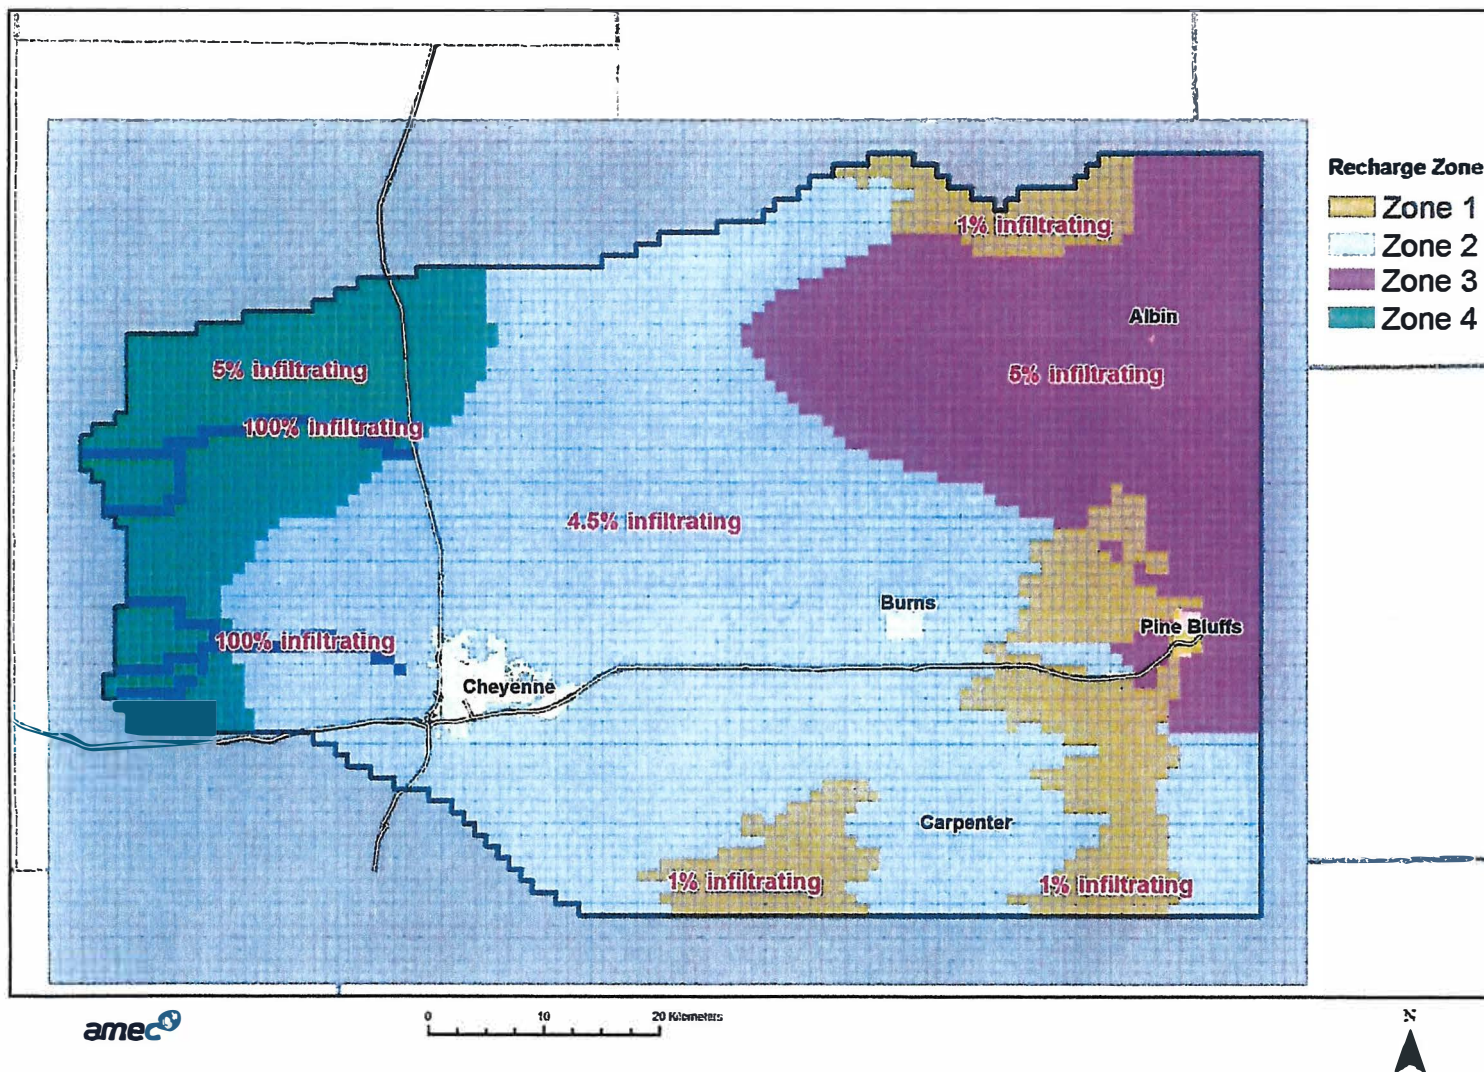 Recharge Zone
Zone 1
Zone 2
Zone 3
Zone 4
1% infiltrating
Albin
5% infiltrating
5% infiltrating
100% infiltrating
4.5% infiltrating
Burns
Pine Bluffs
100% infiltrating
Cheyenne
Carpenter
1% infiltrating
1% infiltrating
amec
0 10 20 Kilometers
N